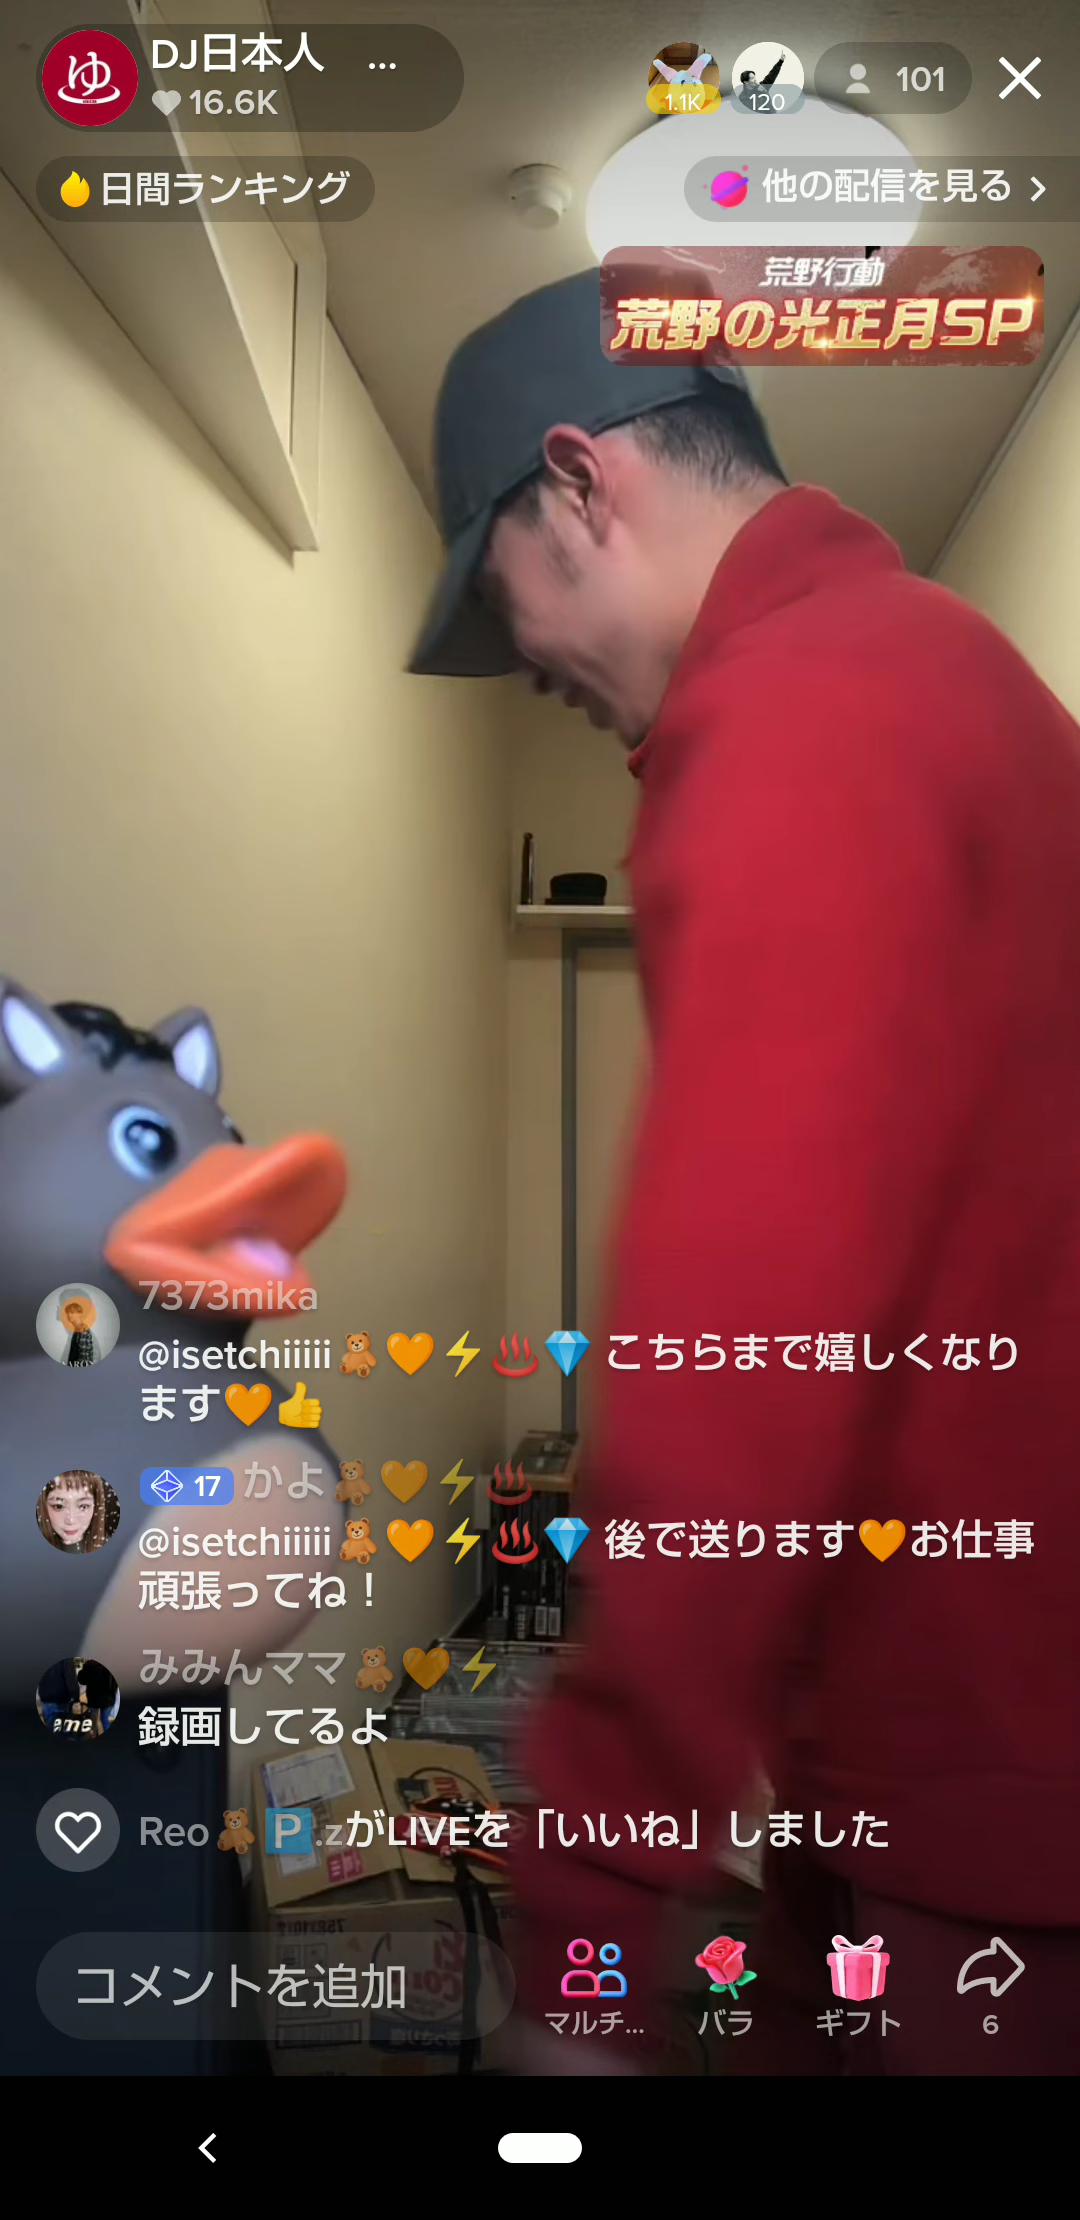 ゆ
DJ日本人 ...
16.6K
1.1K
120
101
日間ランキング
他の配信を見る
荒野行動
荒野の光正月SP
7373mika
@isetchiiiii🧸🧡⚡♨️💎 こちらまで嬉しくなり
ます🧡👍
17 かよ🧸🧡⚡♨️
@isetchiiiii🧸🧡⚡♨️💎 後で送ります🧡お仕事
頑張ってね！
みみんママ🧸🧡⚡
録画してるよ
eme
Reo🧸🅿️.zがLIVEを「いいね」しました
コメントを追加
マルチ...
バラ
ギフト
6